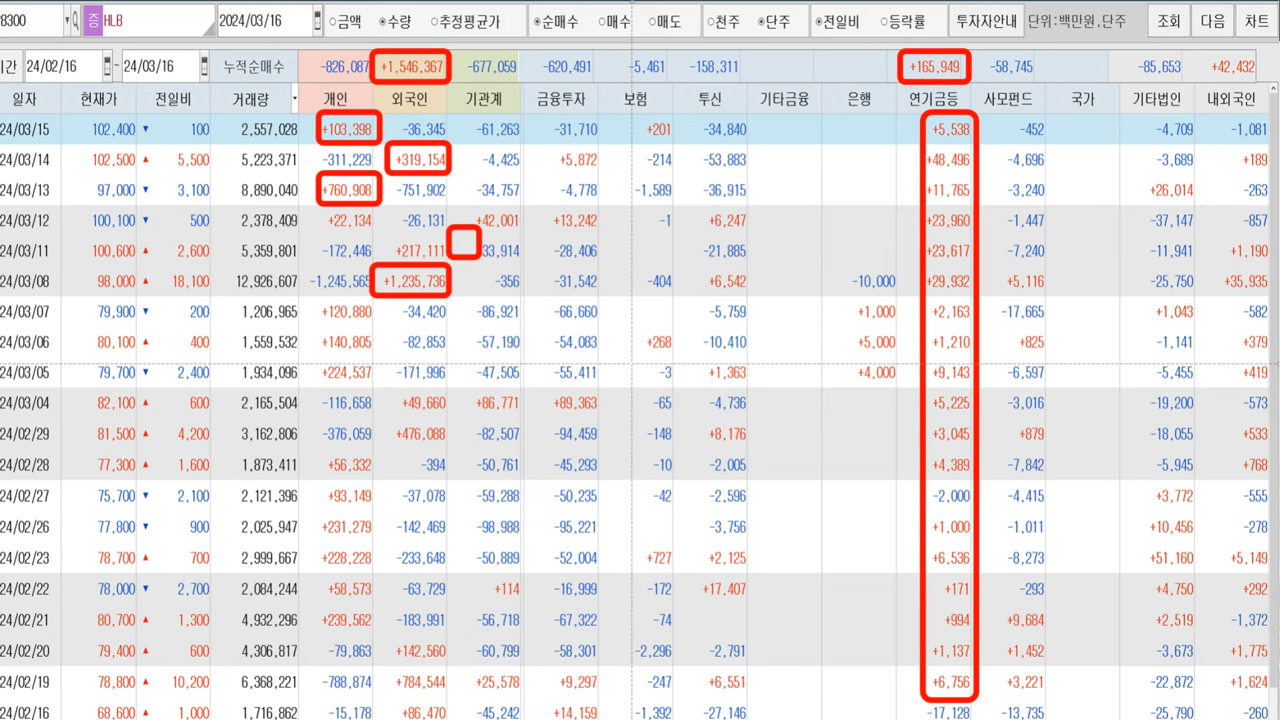 28300 증 HLB 2024/03/16 금액 수량 추정평균가 순매수 매수 매도 천주 단주 전일비 등락률 투자자안내 단위:백만원.단주 조회 다음 차트
간 24/02/16 ~ 24/03/16 누적순매수 -826,087 +1,546,367 -677,059 -620,491 -5,461 -158,311 +165,949 -58,745 -85,653 +42,432
일자 현재가 전일비 거래량 개인 외국인 기관계 금융투자 보험 투신 기타금융 은행 연기금등 사모펀드 국가 기타법인 내외국인
24/03/15 102,400 ▼ 100 2,557,028 +103,398 -36,345 -61,263 -31,710 +201 -34,840 +5,538 -452 -4,709 -1,081
24/03/14 102,500 ▲ 5,500 5,223,371 -311,229 +319,154 -4,425 +5,872 -214 -53,883 +48,496 -4,696 -3,689 +189
24/03/13 97,000 ▼ 3,100 8,890,040 +760,908 -751,902 -34,757 -4,778 -1,589 -36,915 +11,765 -3,240 +26,014 -263
24/03/12 100,100 ▼ 500 2,378,409 +22,134 -26,131 +42,001 +13,242 -1 +6,247 +23,960 -1,447 -37,147 -857
24/03/11 100,600 ▲ 2,600 5,359,801 -172,446 +217,111 33,914 -28,406 -21,885 +23,617 -7,240 -11,941 +1,190
24/03/08 98,000 ▲ 18,100 12,926,607 -1,245,565 +1,235,736 -356 -31,542 -404 +6,542 -10,000 +29,932 +5,116 -25,750 +35,935
24/03/07 79,900 ▼ 200 1,206,965 +120,880 -34,420 -86,921 -66,660 -5,759 +1,000 +2,163 -17,665 +1,043 -582
24/03/06 80,100 ▲ 400 1,559,532 +140,805 -82,853 -57,190 -54,083 +268 -10,410 +5,000 +1,210 +825 -1,141 +379
24/03/05 79,700 ▼ 2,400 1,934,096 +224,537 -171,996 -47,505 -55,411 -3 +1,363 +4,000 +9,143 -6,597 -5,455 +419
24/03/04 82,100 ▲ 600 2,165,504 -116,658 +49,660 +86,771 +89,363 -65 -4,736 +5,225 -3,016 -19,200 -573
24/02/29 81,500 ▲ 4,200 3,162,806 -376,059 +476,088 -82,507 -94,459 -148 +8,176 +3,045 +879 -18,055 +533
24/02/28 77,300 ▲ 1,600 1,873,411 +56,332 -394 -50,761 -45,293 -10 -2,005 +4,389 -7,842 -5,945 +768
24/02/27 75,700 ▼ 2,100 2,121,396 +93,149 -37,078 -59,288 -50,235 -42 -2,596 -2,000 -4,415 +3,772 -555
24/02/26 77,800 ▼ 900 2,025,947 +231,279 -142,469 -98,988 -95,221 -3,756 +1,000 -1,011 +10,456 -278
24/02/23 78,700 ▲ 700 2,999,667 +228,228 -233,648 -50,889 -52,004 +727 +2,125 +6,536 -8,273 +51,160 +5,149
24/02/22 78,000 ▼ 2,700 2,084,244 +58,573 -63,729 +114 -16,999 -172 +17,407 +171 -293 +4,750 +292
24/02/21 80,700 ▲ 1,300 4,932,296 +239,562 -183,991 -56,718 -67,322 -74 +994 +9,684 +2,519 -1,372
24/02/20 79,400 ▲ 600 4,306,817 -79,863 +142,560 -60,799 -58,301 -2,296 -2,791 +1,137 +1,452 -3,673 +1,775
24/02/19 78,800 ▲ 10,200 6,368,221 -788,874 +784,544 +25,578 +9,297 -247 +6,551 +6,756 +3,221 -22,872 +1,624
24/02/16 68,600 ▲ 1,000 1,716,862 -15,178 +86,470 -45,242 +14,159 -1,392 -27,146 -17,128 -13,735 -25,790 -260